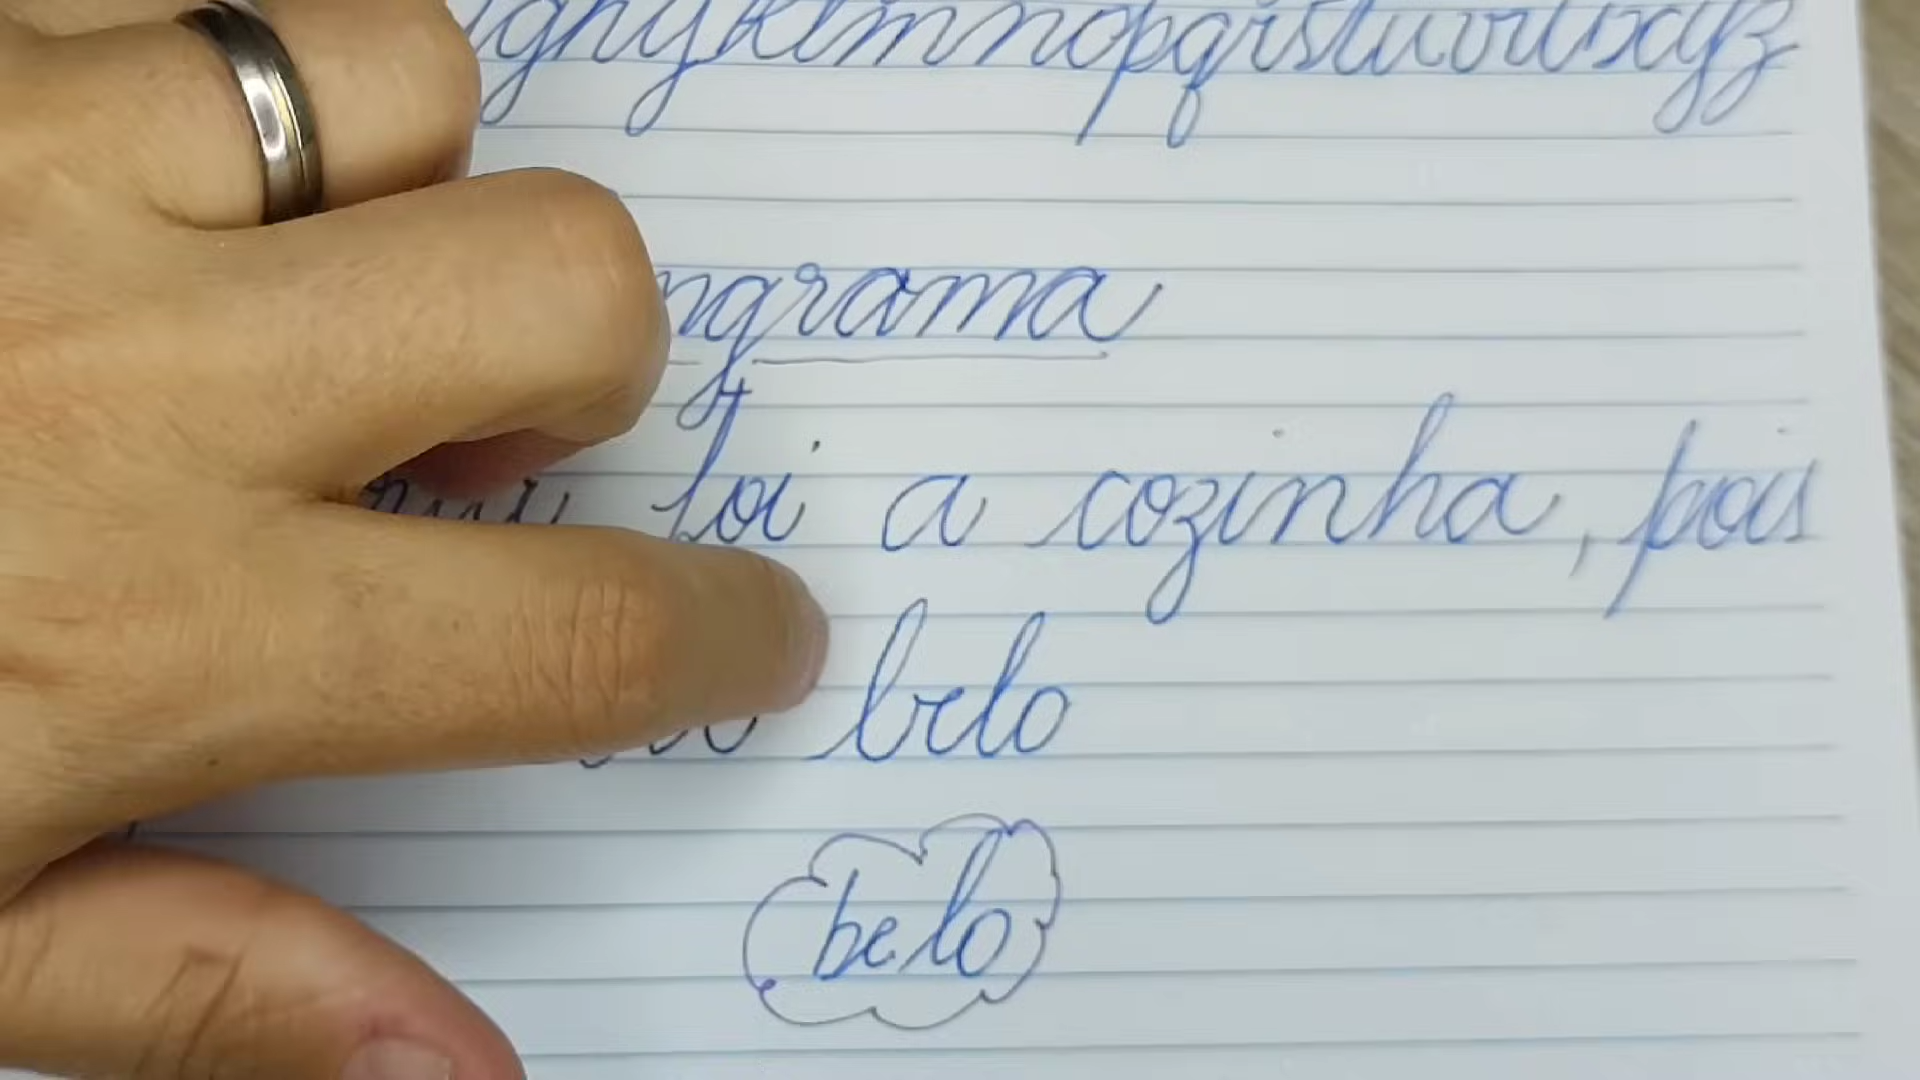 ghijklmnopqrstuvwxyz
ngrama
foi a cozinha, pois
belo
belo